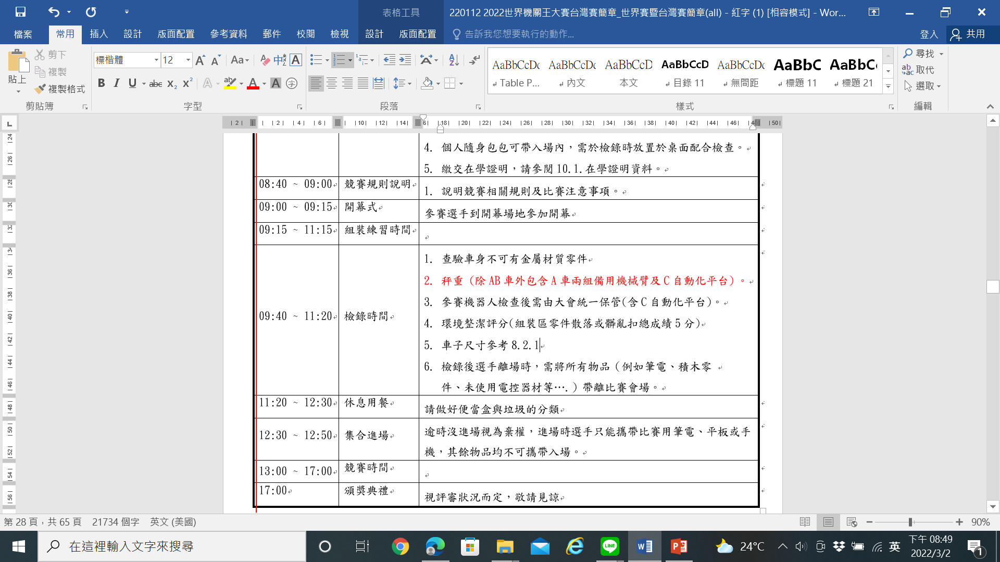 表格工具
220112 2022世界機關王大賽台灣賽簡章_世界賽暨台灣賽簡章(all) - 紅字 (1) [相容模式] - Wor...
檔案 常用 插入 設計 版面配置 參考資料 郵件 校閱 檢視 設計 版面配置 告訴我您想要執行的動作... 登入 共用
貼上 剪下 複製 複製格式
標楷體 12
AaBbCcDc AaBbCcDc AaBbCcD AaBbCcD AaBbCcDc AaBbC AaBbC
Table P... 內文 本文 目錄 11 無間距 標題 11 標題 21
尋找 取代 選取
剪貼簿 字型 段落 樣式 編輯
4. 個人隨身包包可帶入場內，需於檢錄時放置於桌面配合檢查。
5. 繳交在學證明，請參閱 10.1.在學證明資料。
08:40 ~ 09:00 競賽規則說明 1. 說明競賽相關規則及比賽注意事項。
09:00 ~ 09:15 開幕式 參賽選手到開幕場地參加開幕
09:15 ~ 11:15 組裝練習時間
09:40 ~ 11:20 檢錄時間
1. 查驗車身不可有金屬材質零件
2. 秤重（除 AB 車外包含 A 車兩組備用機械臂及 C 自動化平台）。
3. 參賽機器人檢查後需由大會統一保管(含 C 自動化平台)。
4. 環境整潔評分(組裝區零件散落或髒亂扣總成績 5 分)
5. 車子尺寸參考 8.2.1
6. 檢錄後選手離場時，需將所有物品（例如筆電、積木零
件、未使用電控器材等….）帶離比賽會場。
11:20 ~ 12:30 休息用餐 請做好便當盒與垃圾的分類
12:30 ~ 12:50 集合進場 逾時沒進場視為棄權，進場時選手只能攜帶比賽用筆電、平板或手
機，其餘物品均不可攜帶入場。
13:00 ~ 17:00 競賽時間
17:00 頒獎典禮 視評審狀況而定，敬請見諒
第 28 頁，共 65 頁 21734 個字 英文 (美國) 90%
在這裡輸入文字來搜尋 24°C 英 下午 08:49
2022/3/2 1